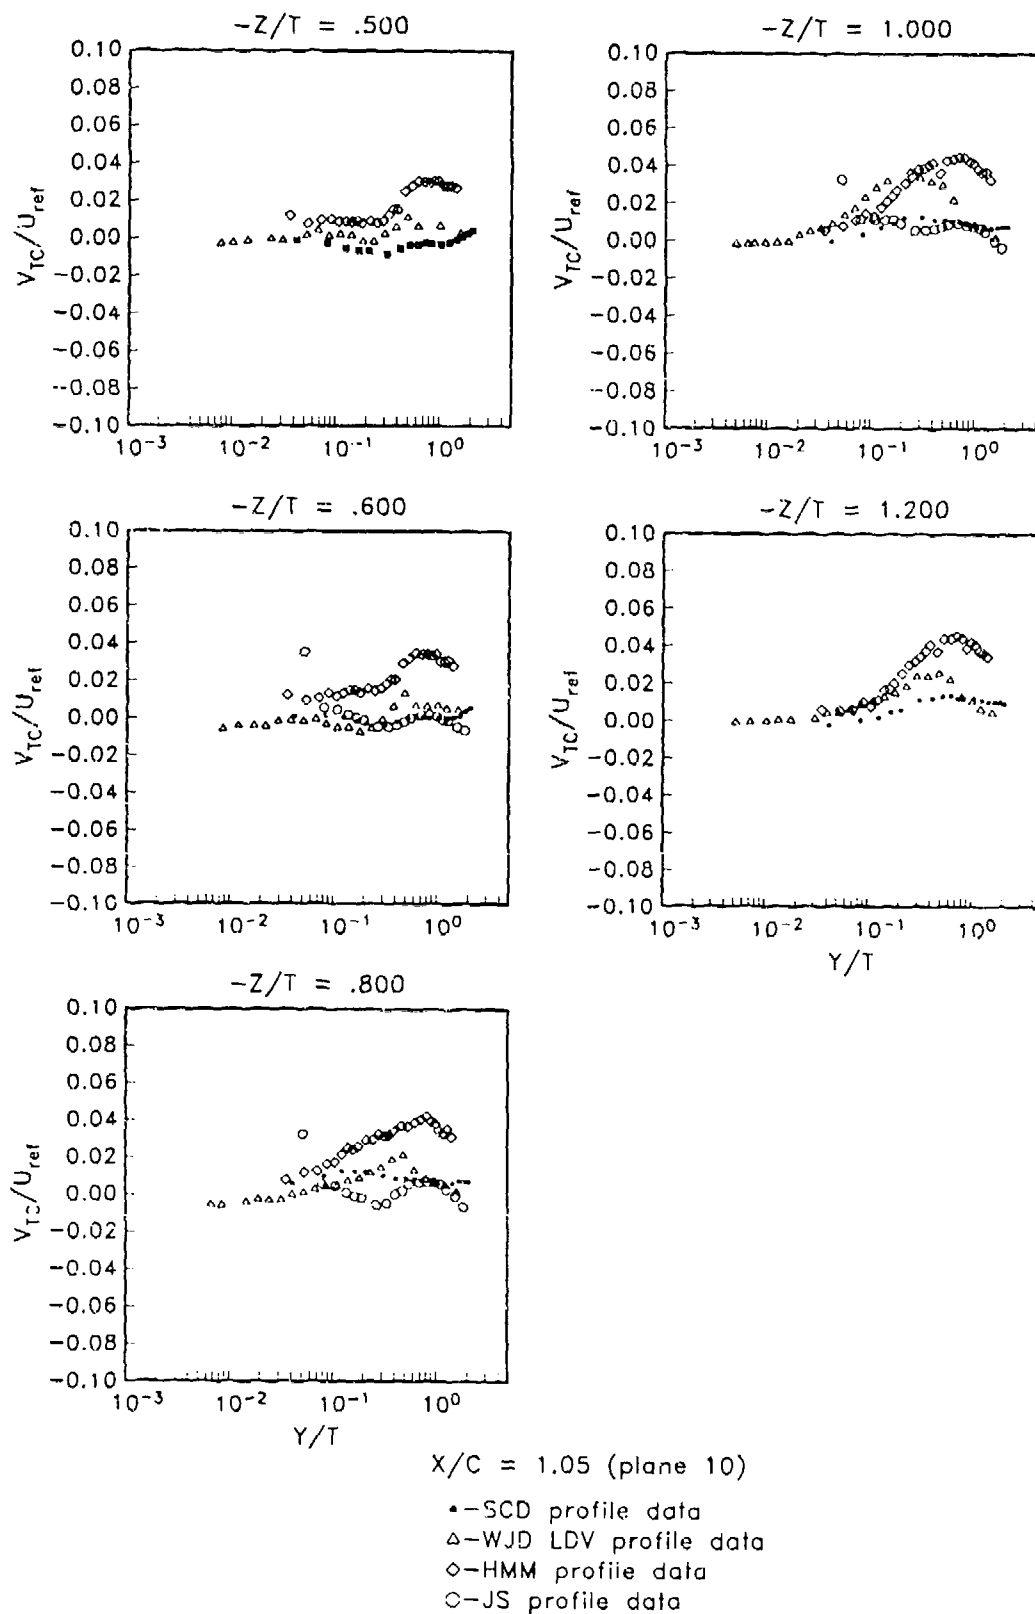 -Z/T = .500
0.10
0.08
0.06
0.04
0.02
0.00
-0.02
-0.04
-0.06
-0.08
-0.10
V_TC/U_ref
10^-3 10^-2 10^-1 10^0
-Z/T = 1.000
0.10
0.08
0.06
0.04
0.02
0.00
-0.02
-0.04
-0.06
-0.08
-0.10
V_TC/U_ref
10^-3 10^-2 10^-1 10^0
-Z/T = .600
0.10
0.08
0.06
0.04
0.02
0.00
-0.02
-0.04
-0.06
-0.08
-0.10
V_TC/U_ref
10^-3 10^-2 10^-1 10^0
-Z/T = 1.200
0.10
0.08
0.06
0.04
0.02
0.00
-0.02
-0.04
-0.06
-0.08
-0.10
V_TC/U_ref
10^-3 10^-2 10^-1 10^0
Y/T
-Z/T = .800
0.10
0.08
0.06
0.04
0.02
0.00
-0.02
-0.04
-0.06
-0.08
-0.10
V_TC/U_ref
10^-3 10^-2 10^-1 10^0
Y/T
X/C = 1.05 (plane 10)
▪-SCD profile data
△-WJD LDV profile data
◇-HMM profile data
○-JS profile data